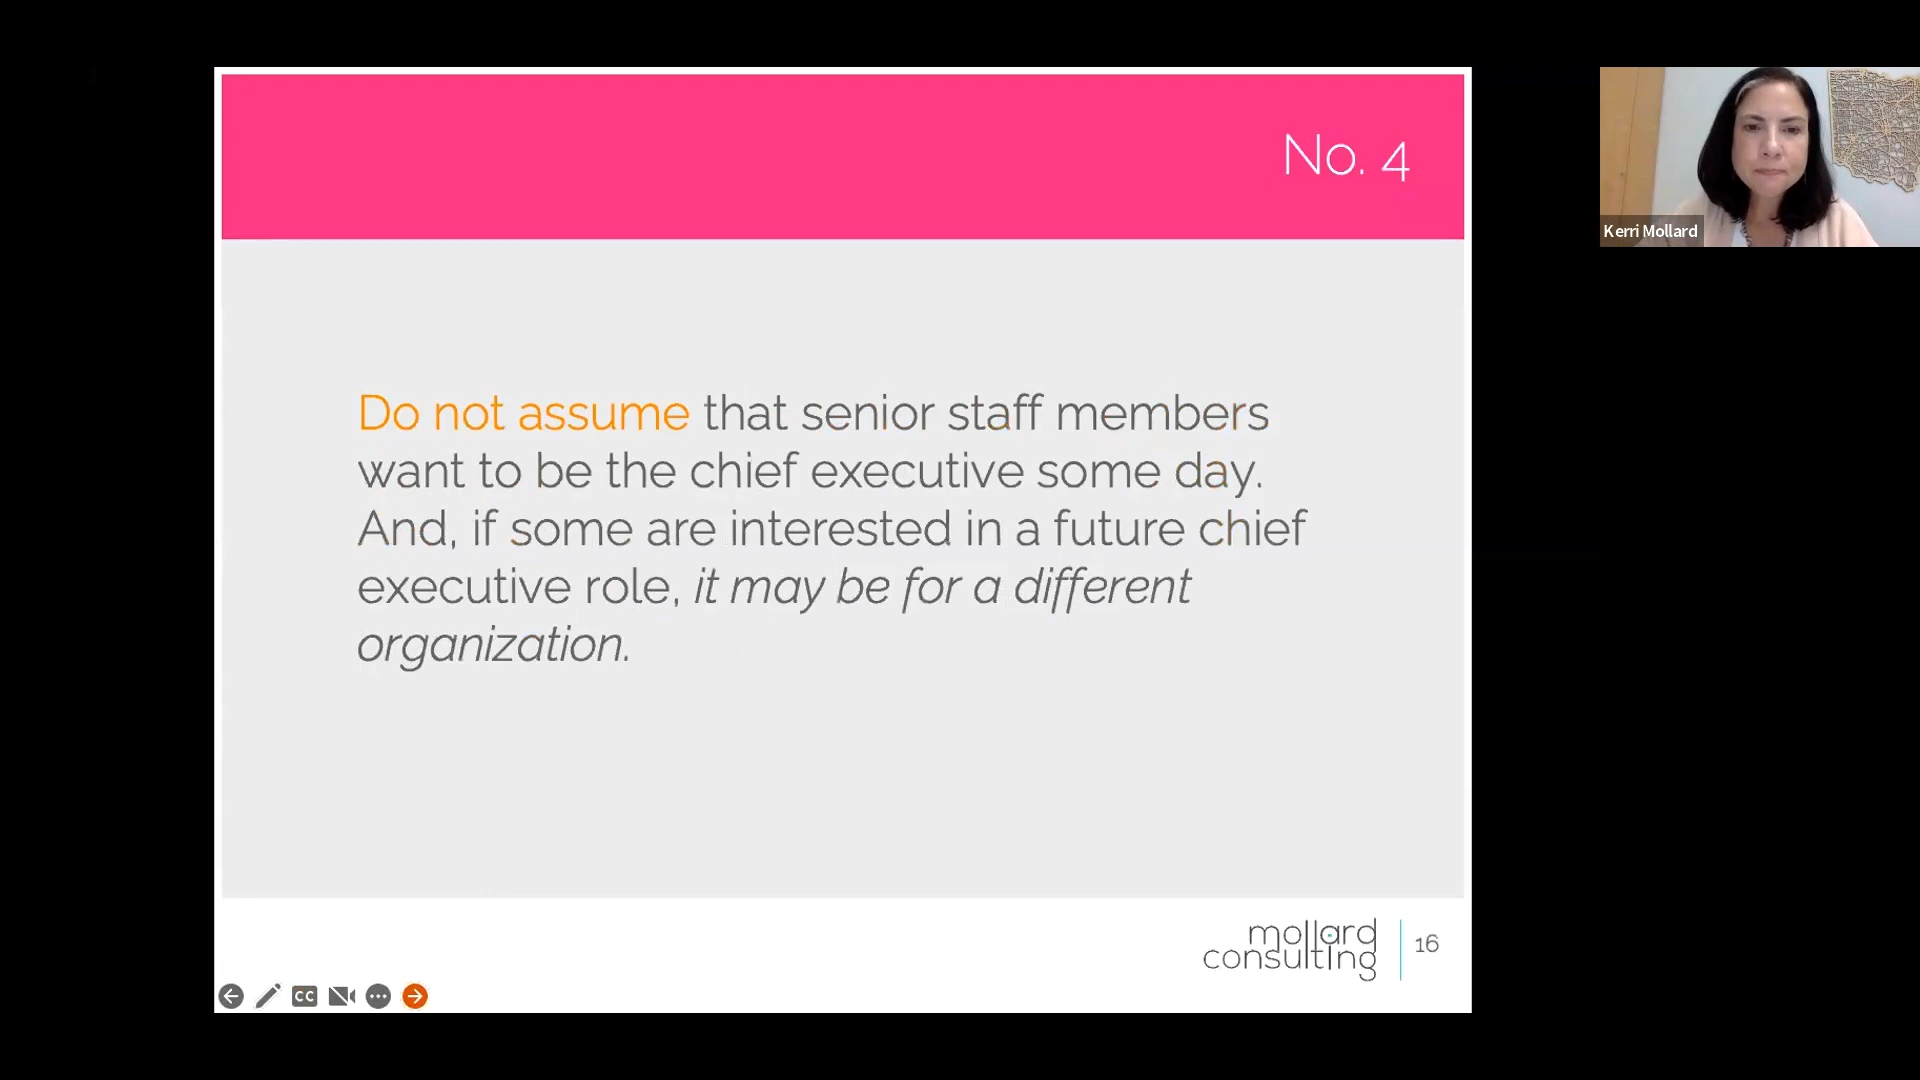 No. 4
Do not assume that senior staff members
want to be the chief executive some day.
And, if some are interested in a future chief
executive role, it may be for a different
organization.
mollard
consulting
16
CC
Kerri Mollard